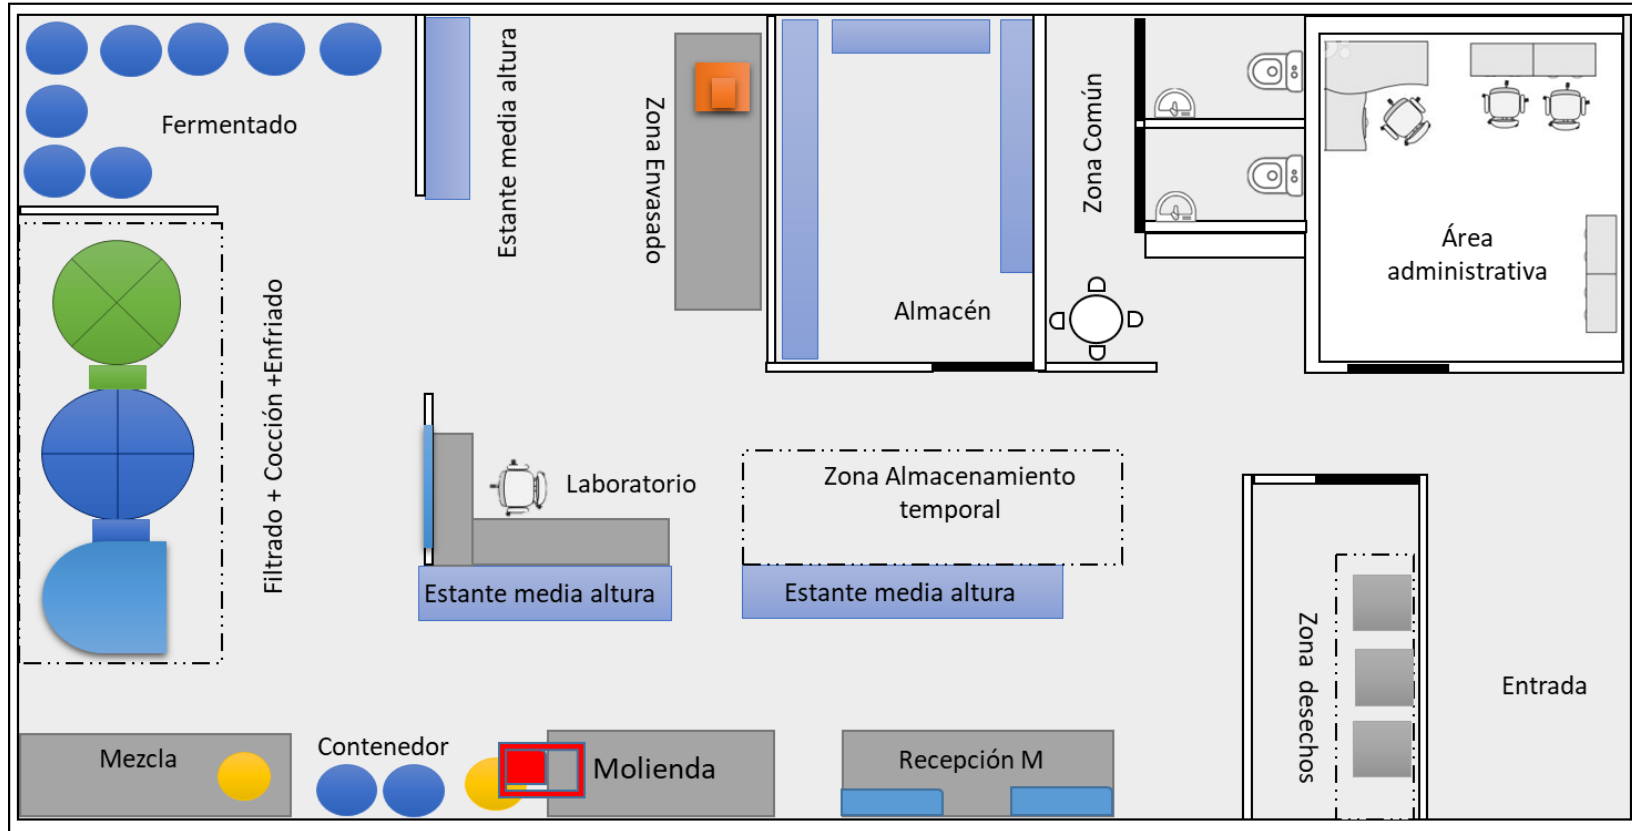 Fermentado
Estante media altura
Zona Envasado
Almacén
Zona Común
Área
administrativa
Filtrado + Cocción +Enfriado
Laboratorio
Zona Almacenamiento
temporal
Estante media altura
Estante media altura
Zona desechos
Entrada
Mezcla
Contenedor
Molienda
Recepción M